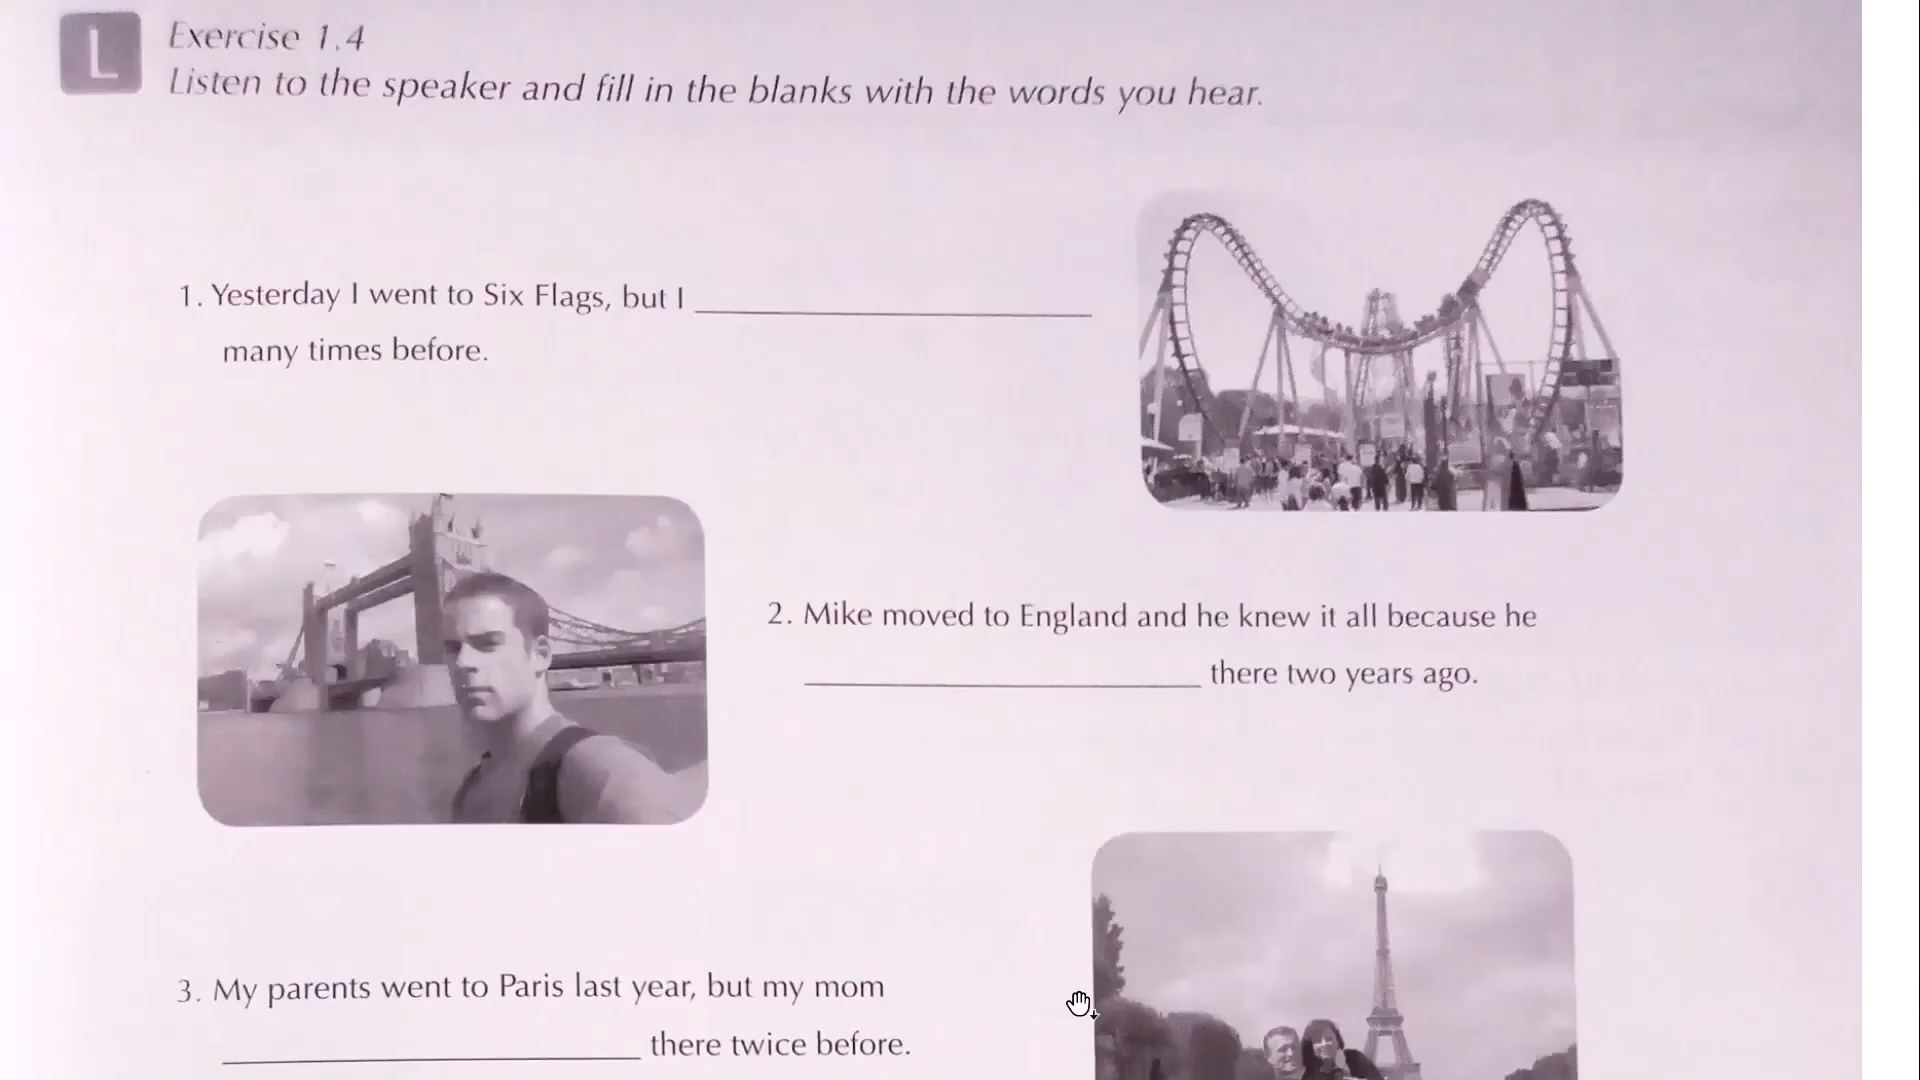 L
Exercise 1.4
Listen to the speaker and fill in the blanks with the words you hear.
1. Yesterday I went to Six Flags, but I ____________________
many times before.
2. Mike moved to England and he knew it all because he
____________________ there two years ago.
3. My parents went to Paris last year, but my mom
____________________ there twice before.